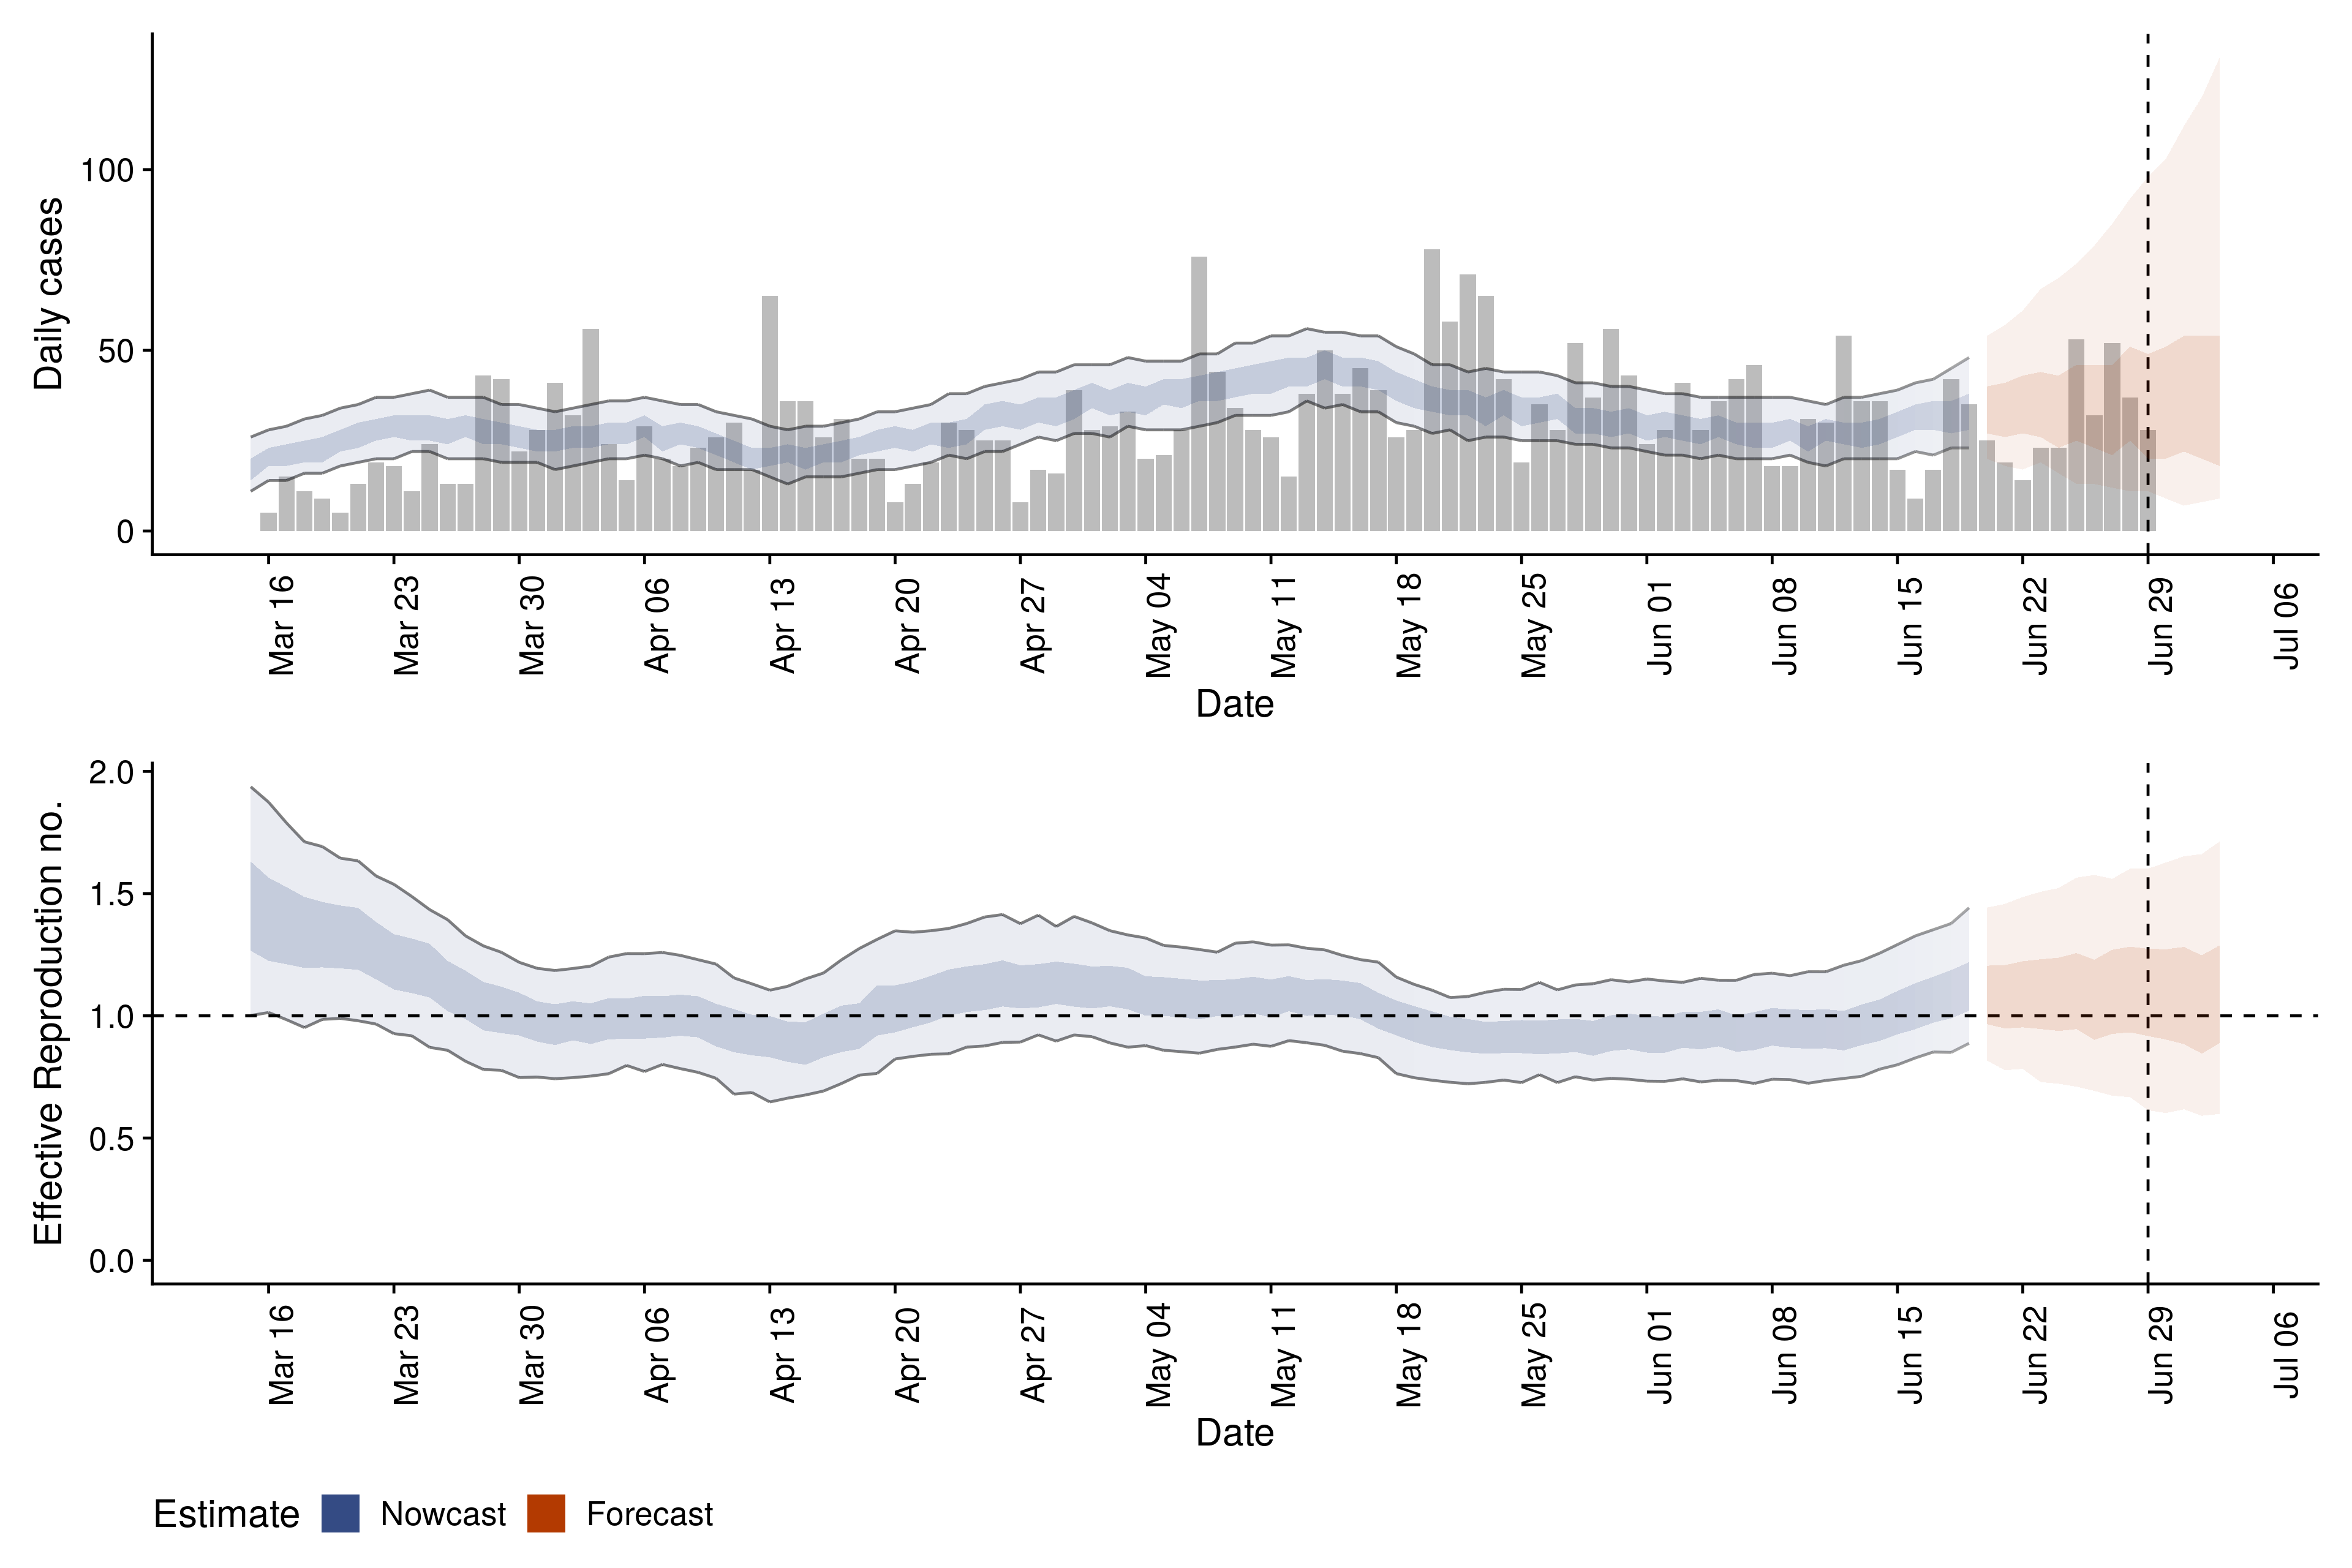 Daily cases
100
50
0
Mar 16
Mar 23
Mar 30
Apr 06
Apr 13
Apr 20
Apr 27
May 04
May 11
May 18
May 25
Jun 01
Jun 08
Jun 15
Jun 22
Jun 29
Jul 06
Date
Effective Reproduction no.
2.0
1.5
1.0
0.5
0.0
Mar 16
Mar 23
Mar 30
Apr 06
Apr 13
Apr 20
Apr 27
May 04
May 11
May 18
May 25
Jun 01
Jun 08
Jun 15
Jun 22
Jun 29
Jul 06
Date
Estimate Nowcast Forecast